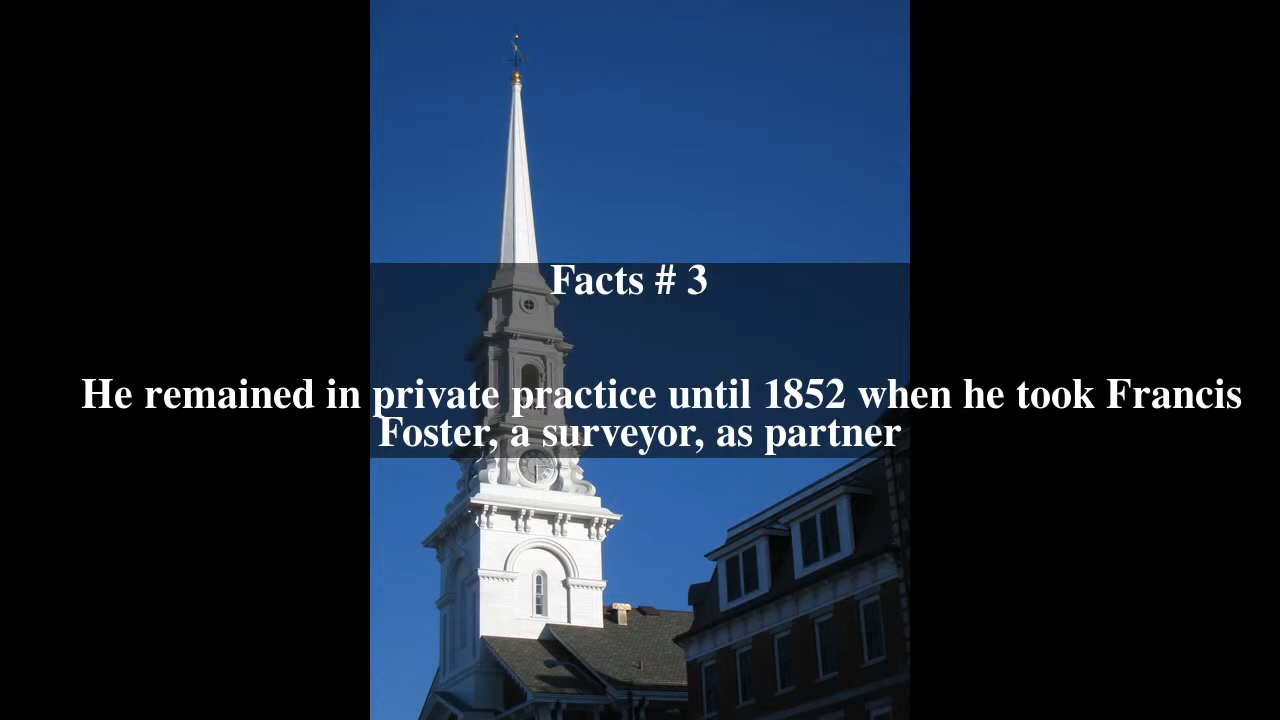 Facts # 3
He remained in private practice until 1852 when he took Francis
Foster, a surveyor, as partner